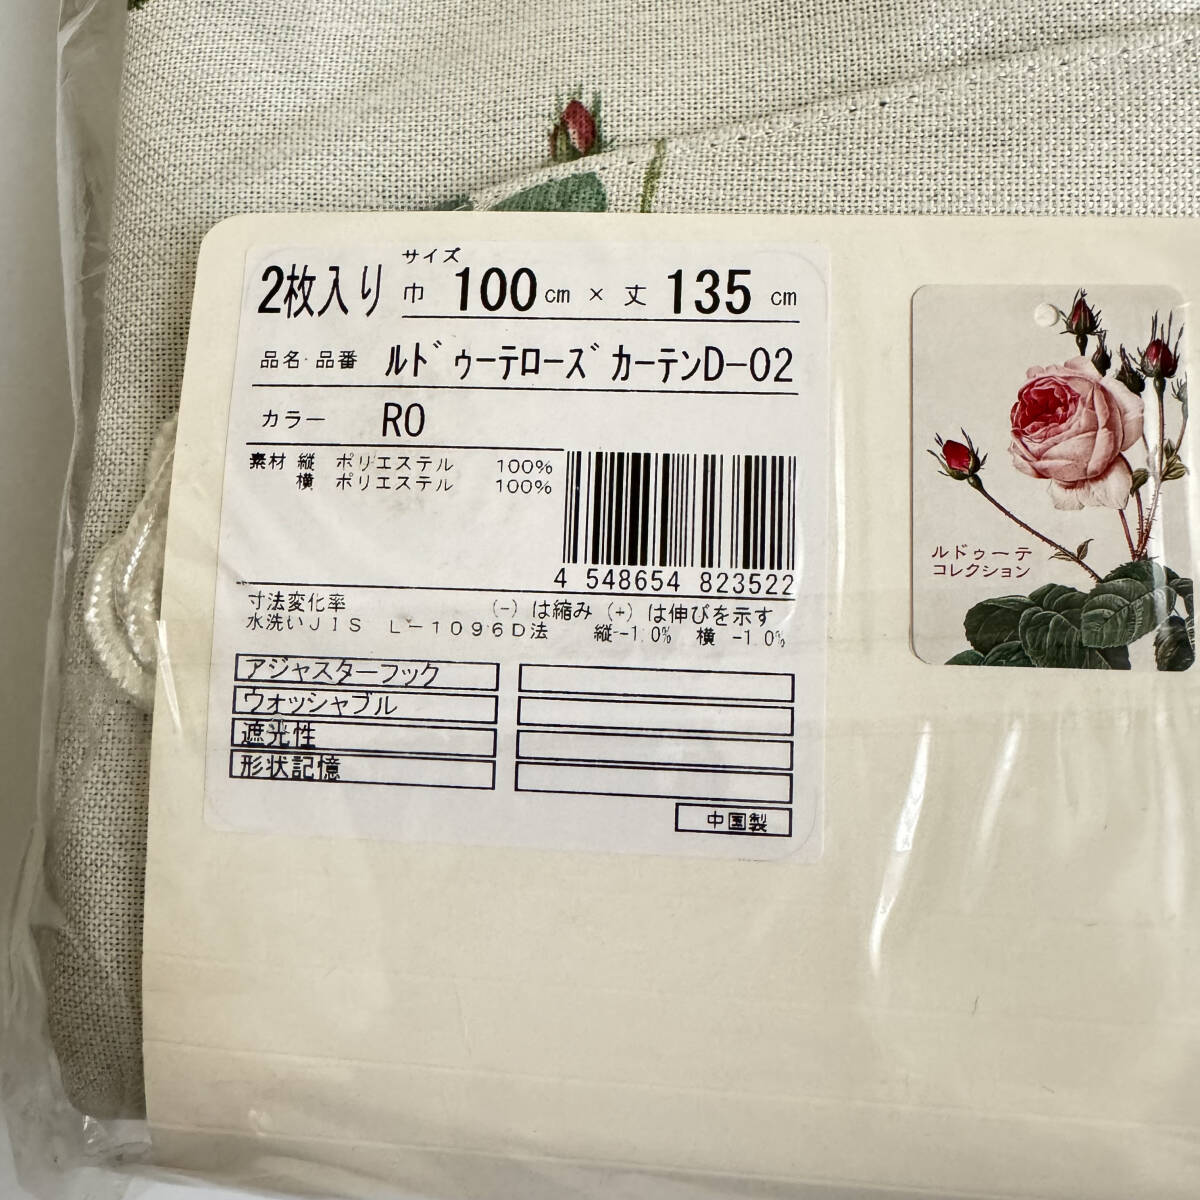 2枚入り サイズ 巾 100cm × 丈 135 cm
品名・品番 ルドゥーテローズカーテンD-02
カラー RO
素材 縦 ポリエステル 100%
横 ポリエステル 100%
4 548654 823522
寸法変化率 (-) は縮み (+) は伸びを示す
水洗いJIS L-1096D法 縦-1.0% 横 -1.0%
アジャスターフック
ウォッシャブル
遮光性
形状記憶
中国製
ルドゥーテ
コレクション